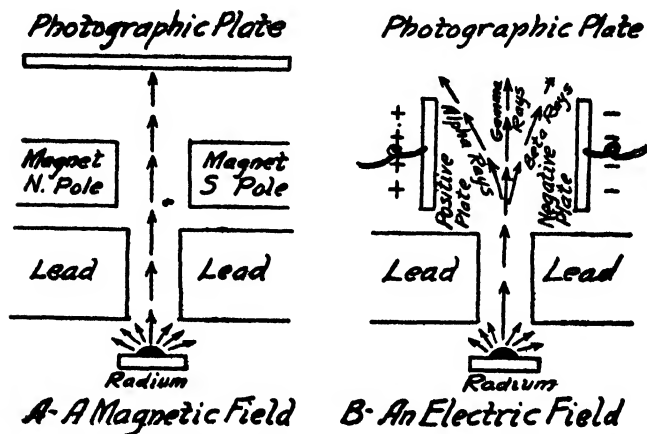 Photographic Plate
Magnet
N. Pole
Magnet
S Pole
Lead
Lead
Radium
A- A Magnetic Field
Photographic Plate
+ + + + +
Positive
Plate
Alpha
Rays
Gamma
Rays
Beta Rays
Negative
Plate
- - - -
Lead
Lead
Radium
B- An Electric Field